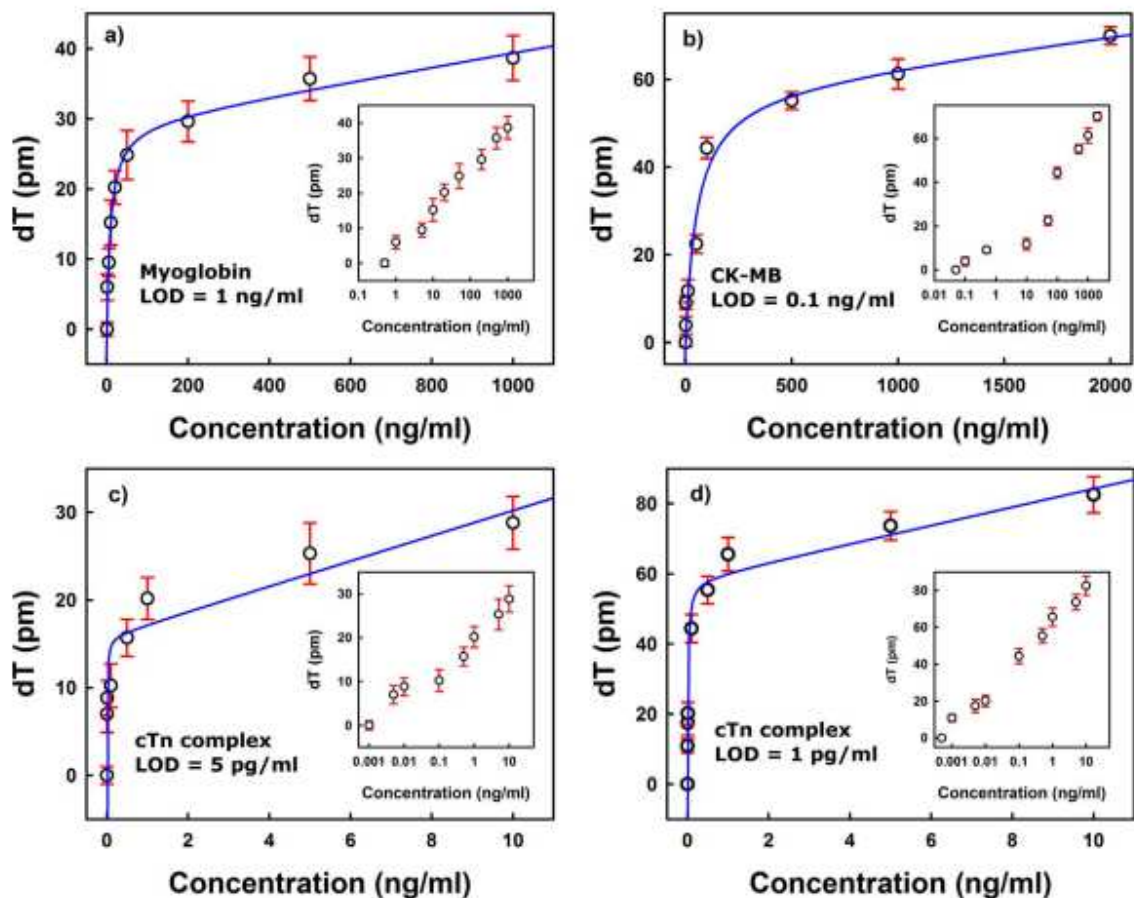 a)
dT (pm)
40
30
20
10
0
Myoglobin
LOD = 1 ng/ml
dT (pm)
40
30
20
10
0
0.1 1 10 100 1000
Concentration (ng/ml)
0 200 400 600 800 1000
Concentration (ng/ml)
b)
dT (pm)
60
40
20
0
CK-MB
LOD = 0.1 ng/ml
dT (pm)
60
40
20
0
0.01 0.1 1 10 100 1000
Concentration (ng/ml)
0 500 1000 1500 2000
Concentration (ng/ml)
c)
dT (pm)
30
20
10
0
cTn complex
LOD = 5 pg/ml
dT (pm)
30
20
10
0
0.001 0.01 0.1 1 10
Concentration (ng/ml)
0 2 4 6 8 10
Concentration (ng/ml)
d)
dT (pm)
80
60
40
20
0
cTn complex
LOD = 1 pg/ml
dT (pm)
80
60
40
20
0
0.001 0.01 0.1 1 10
Concentration (ng/ml)
0 2 4 6 8 10
Concentration (ng/ml)